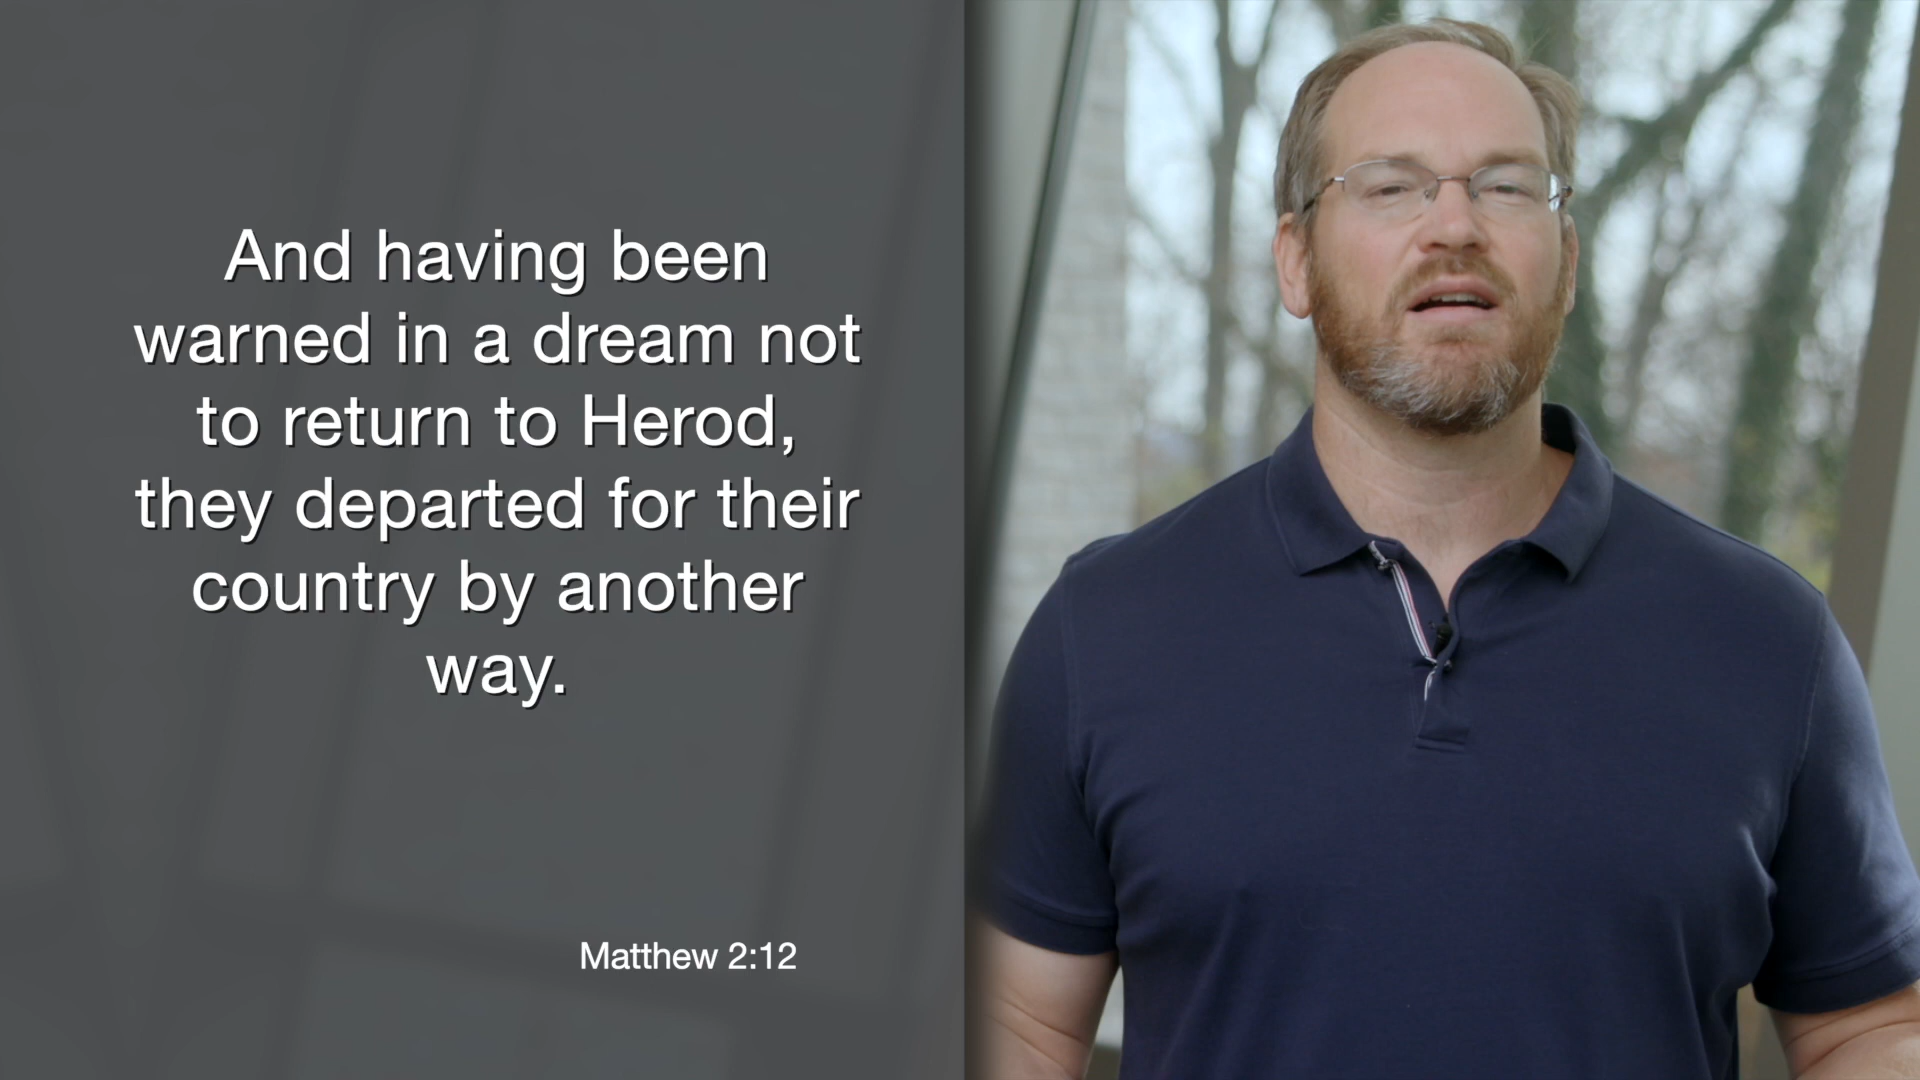 And having been
warned in a dream not
to return to Herod,
they departed for their
country by another
way.
Matthew 2:12